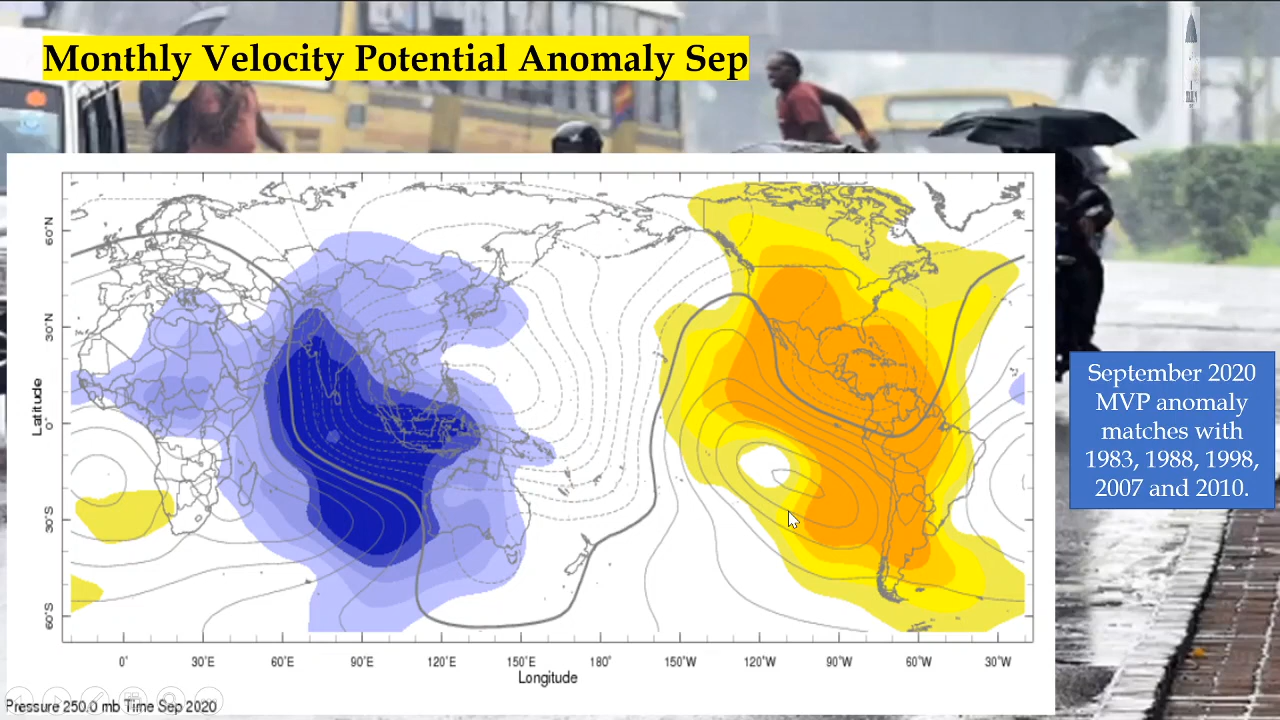 Monthly Velocity Potential Anomaly Sep
60°N
30°N
0°
30°S
60°S
Latitude
0° 30°E 60°E 90°E 120°E 150°E 180° 150°W 120°W 90°W 60°W 30°W
Longitude
Pressure 250.0 mb Time Sep 2020
September 2020
MVP anomaly
matches with
1983, 1988, 1998,
2007 and 2010.